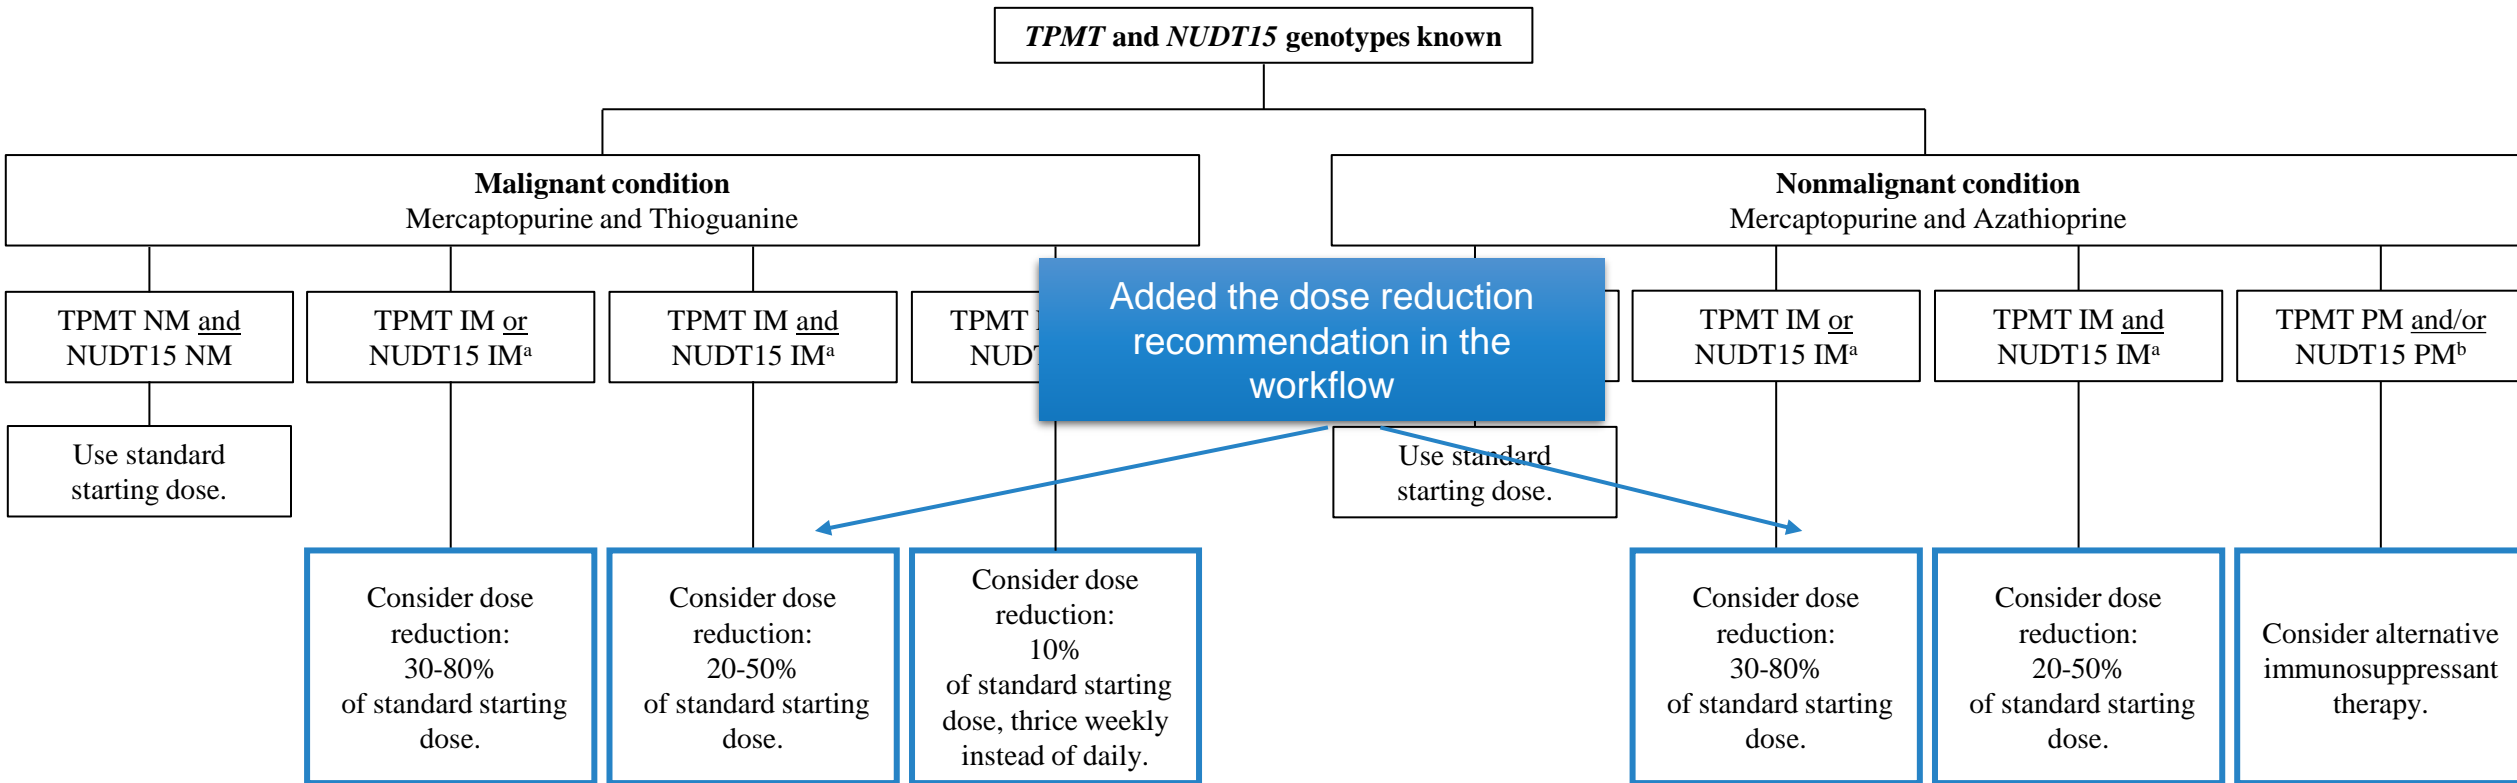 TPMT and NUDT15 genotypes known
Malignant condition
Mercaptopurine and Thioguanine
Nonmalignant condition
Mercaptopurine and Azathioprine
TPMT NM and
NUDT15 NM
TPMT IM or
NUDT15 IMᵃ
TPMT IM and
NUDT15 IMᵃ
TPMT
Added the dose reduction
recommendation in the
workflow
TPMT IM or
NUDT15 IMᵃ
TPMT IM and
NUDT15 IMᵃ
TPMT PM and/or
NUDT15 PMᵇ
Use standard
starting dose.
Use standard
starting dose.
Consider dose
reduction:
30-80%
of standard starting
dose.
Consider dose
reduction:
20-50%
of standard starting
dose.
Consider dose
reduction:
10%
of standard starting
dose, thrice weekly
instead of daily.
Consider dose
reduction:
30-80%
of standard starting
dose.
Consider dose
reduction:
20-50%
of standard starting
dose.
Consider alternative
immunosuppressant
therapy.